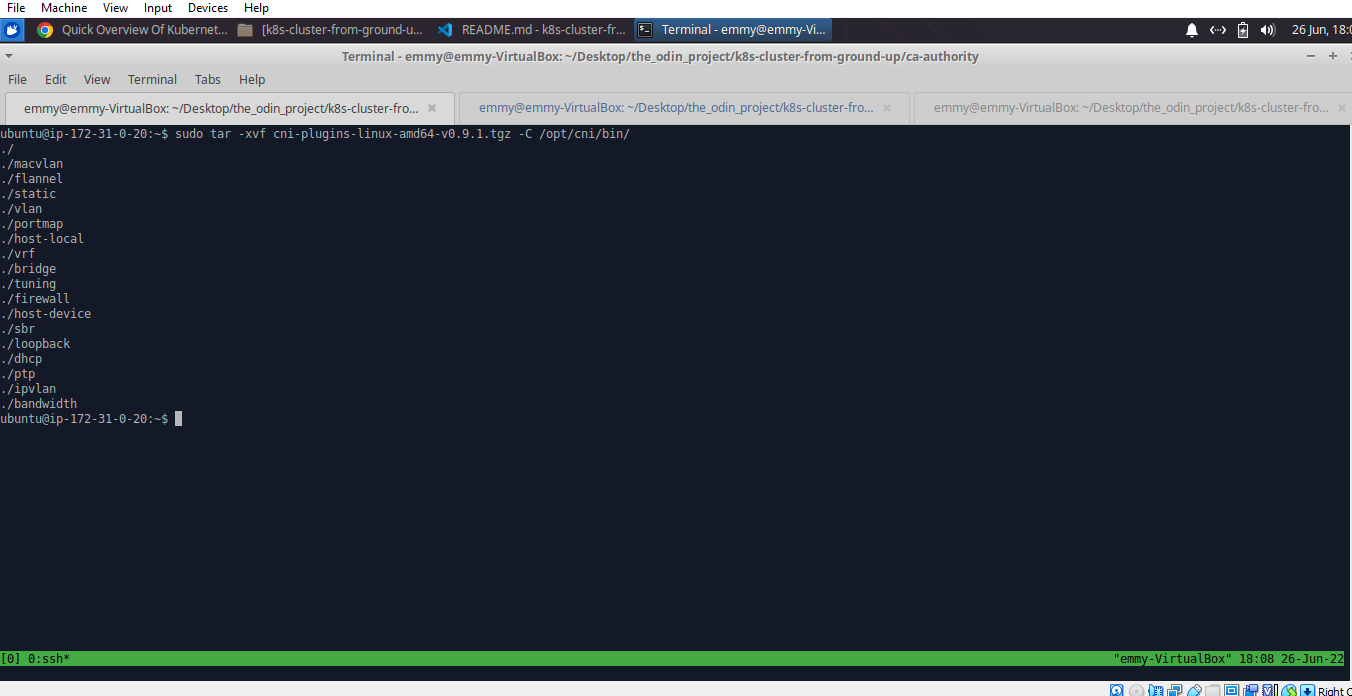 File Machine View Input Devices Help
Quick Overview Of Kubernet... [k8s-cluster-from-ground-u... README.md - k8s-cluster-fr... Terminal - emmy@emmy-Vi... 26 Jun, 18:0
Terminal - emmy@emmy-VirtualBox: ~/Desktop/the_odin_project/k8s-cluster-from-ground-up/ca-authority
File Edit View Terminal Tabs Help
emmy@emmy-VirtualBox: ~/Desktop/the_odin_project/k8s-cluster-fro... emmy@emmy-VirtualBox: ~/Desktop/the_odin_project/k8s-cluster-fro... emmy@emmy-VirtualBox: ~/Desktop/the_odin_project/k8s-cluster-fro...
ubuntu@ip-172-31-0-20:~$ sudo tar -xvf cni-plugins-linux-amd64-v0.9.1.tgz -C /opt/cni/bin/
./
./macvlan
./flannel
./static
./vlan
./portmap
./host-local
./vrf
./bridge
./tuning
./firewall
./host-device
./sbr
./loopback
./dhcp
./ptp
./ipvlan
./bandwidth
ubuntu@ip-172-31-0-20:~$
[0] 0:ssh* "emmy-VirtualBox" 18:08 26-Jun-22
Right C